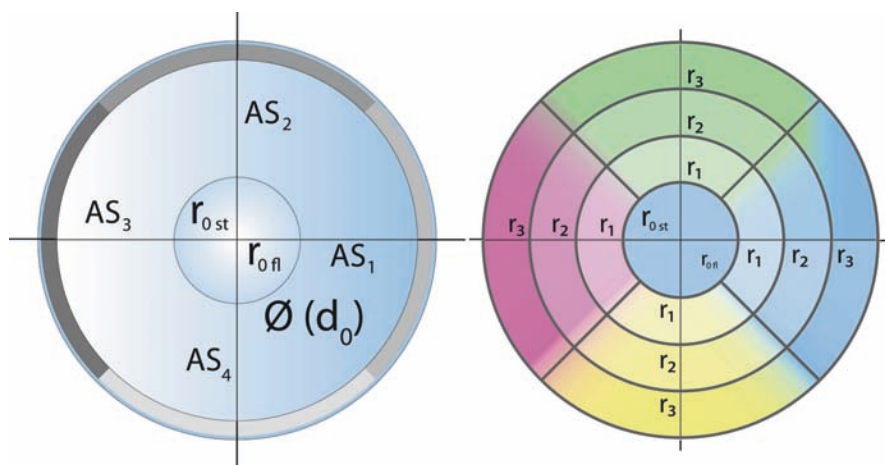 AS₂
AS₃
r₀ st
r₀ fl
AS₁
Ø (d₀)
AS₄
r₃
r₂
r₁
r₃ r₂ r₁
r₀ st
r₀ fl
r₁ r₂ r₃
r₁
r₂
r₃